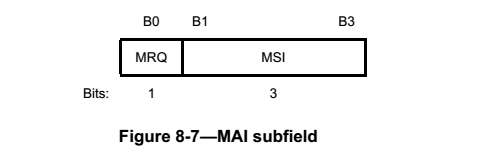 B0 B1 B3
MRQ MSI
Bits: 1 3
Figure 8-7—MAI subfield